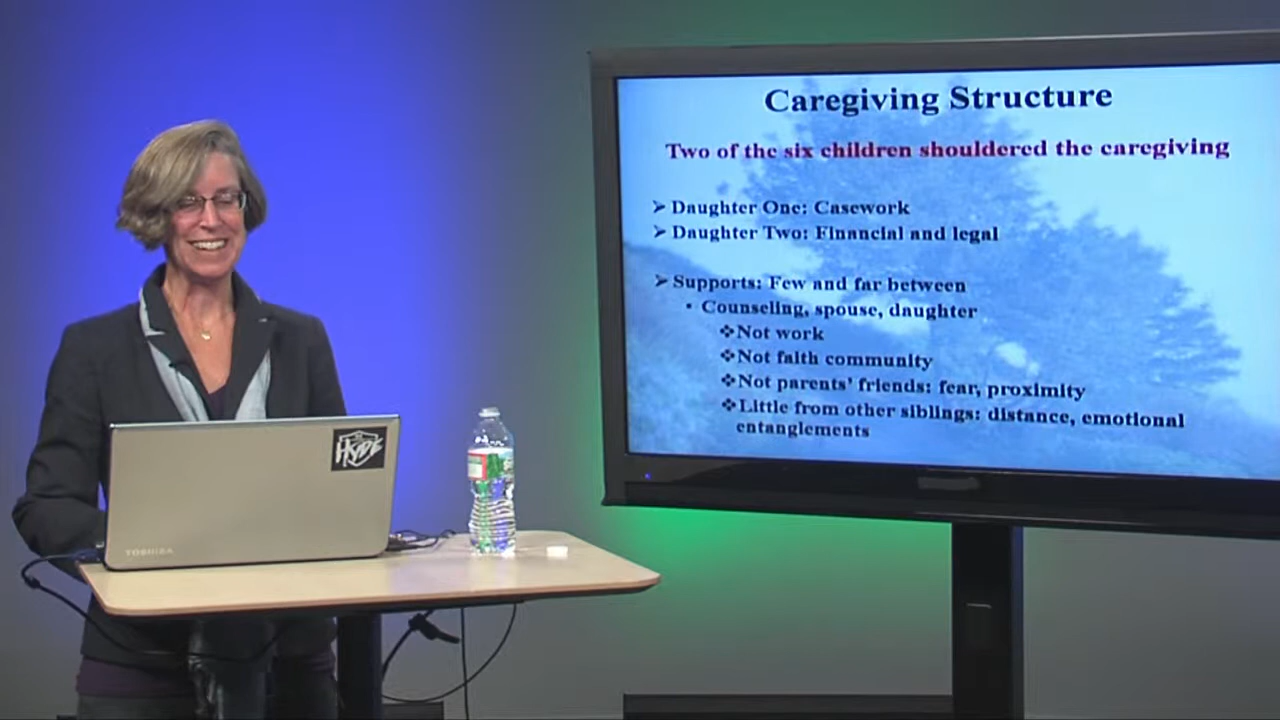 Caregiving Structure
Two of the six children shouldered the caregiving
➢ Daughter One: Casework
➢ Daughter Two: Financial and legal
➢ Supports: Few and far between
• Counseling, spouse, daughter
❖Not work
❖Not faith community
❖Not parents' friends: fear, proximity
❖Little from other siblings: distance, emotional
entanglements
HYDE
TOSHIBA